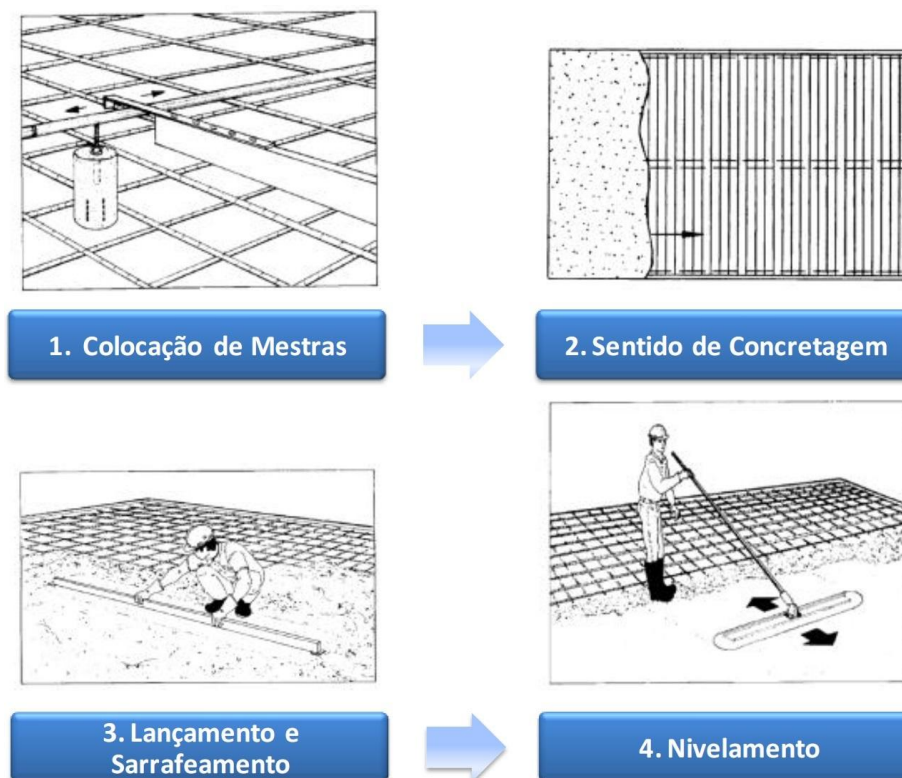 1. Colocação de Mestras
2. Sentido de Concretagem
3. Lançamento e
Sarrafeamento
4. Nivelamento